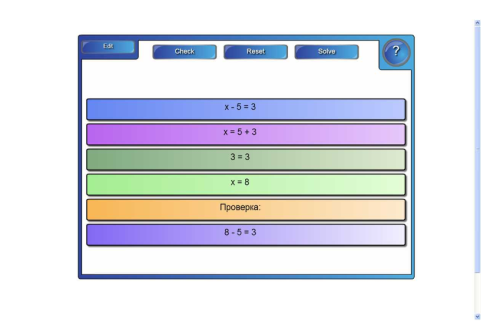 Edit
Check Reset Solve ?
x - 5 = 3
x = 5 + 3
3 = 3
x = 8
Проверка:
8 - 5 = 3